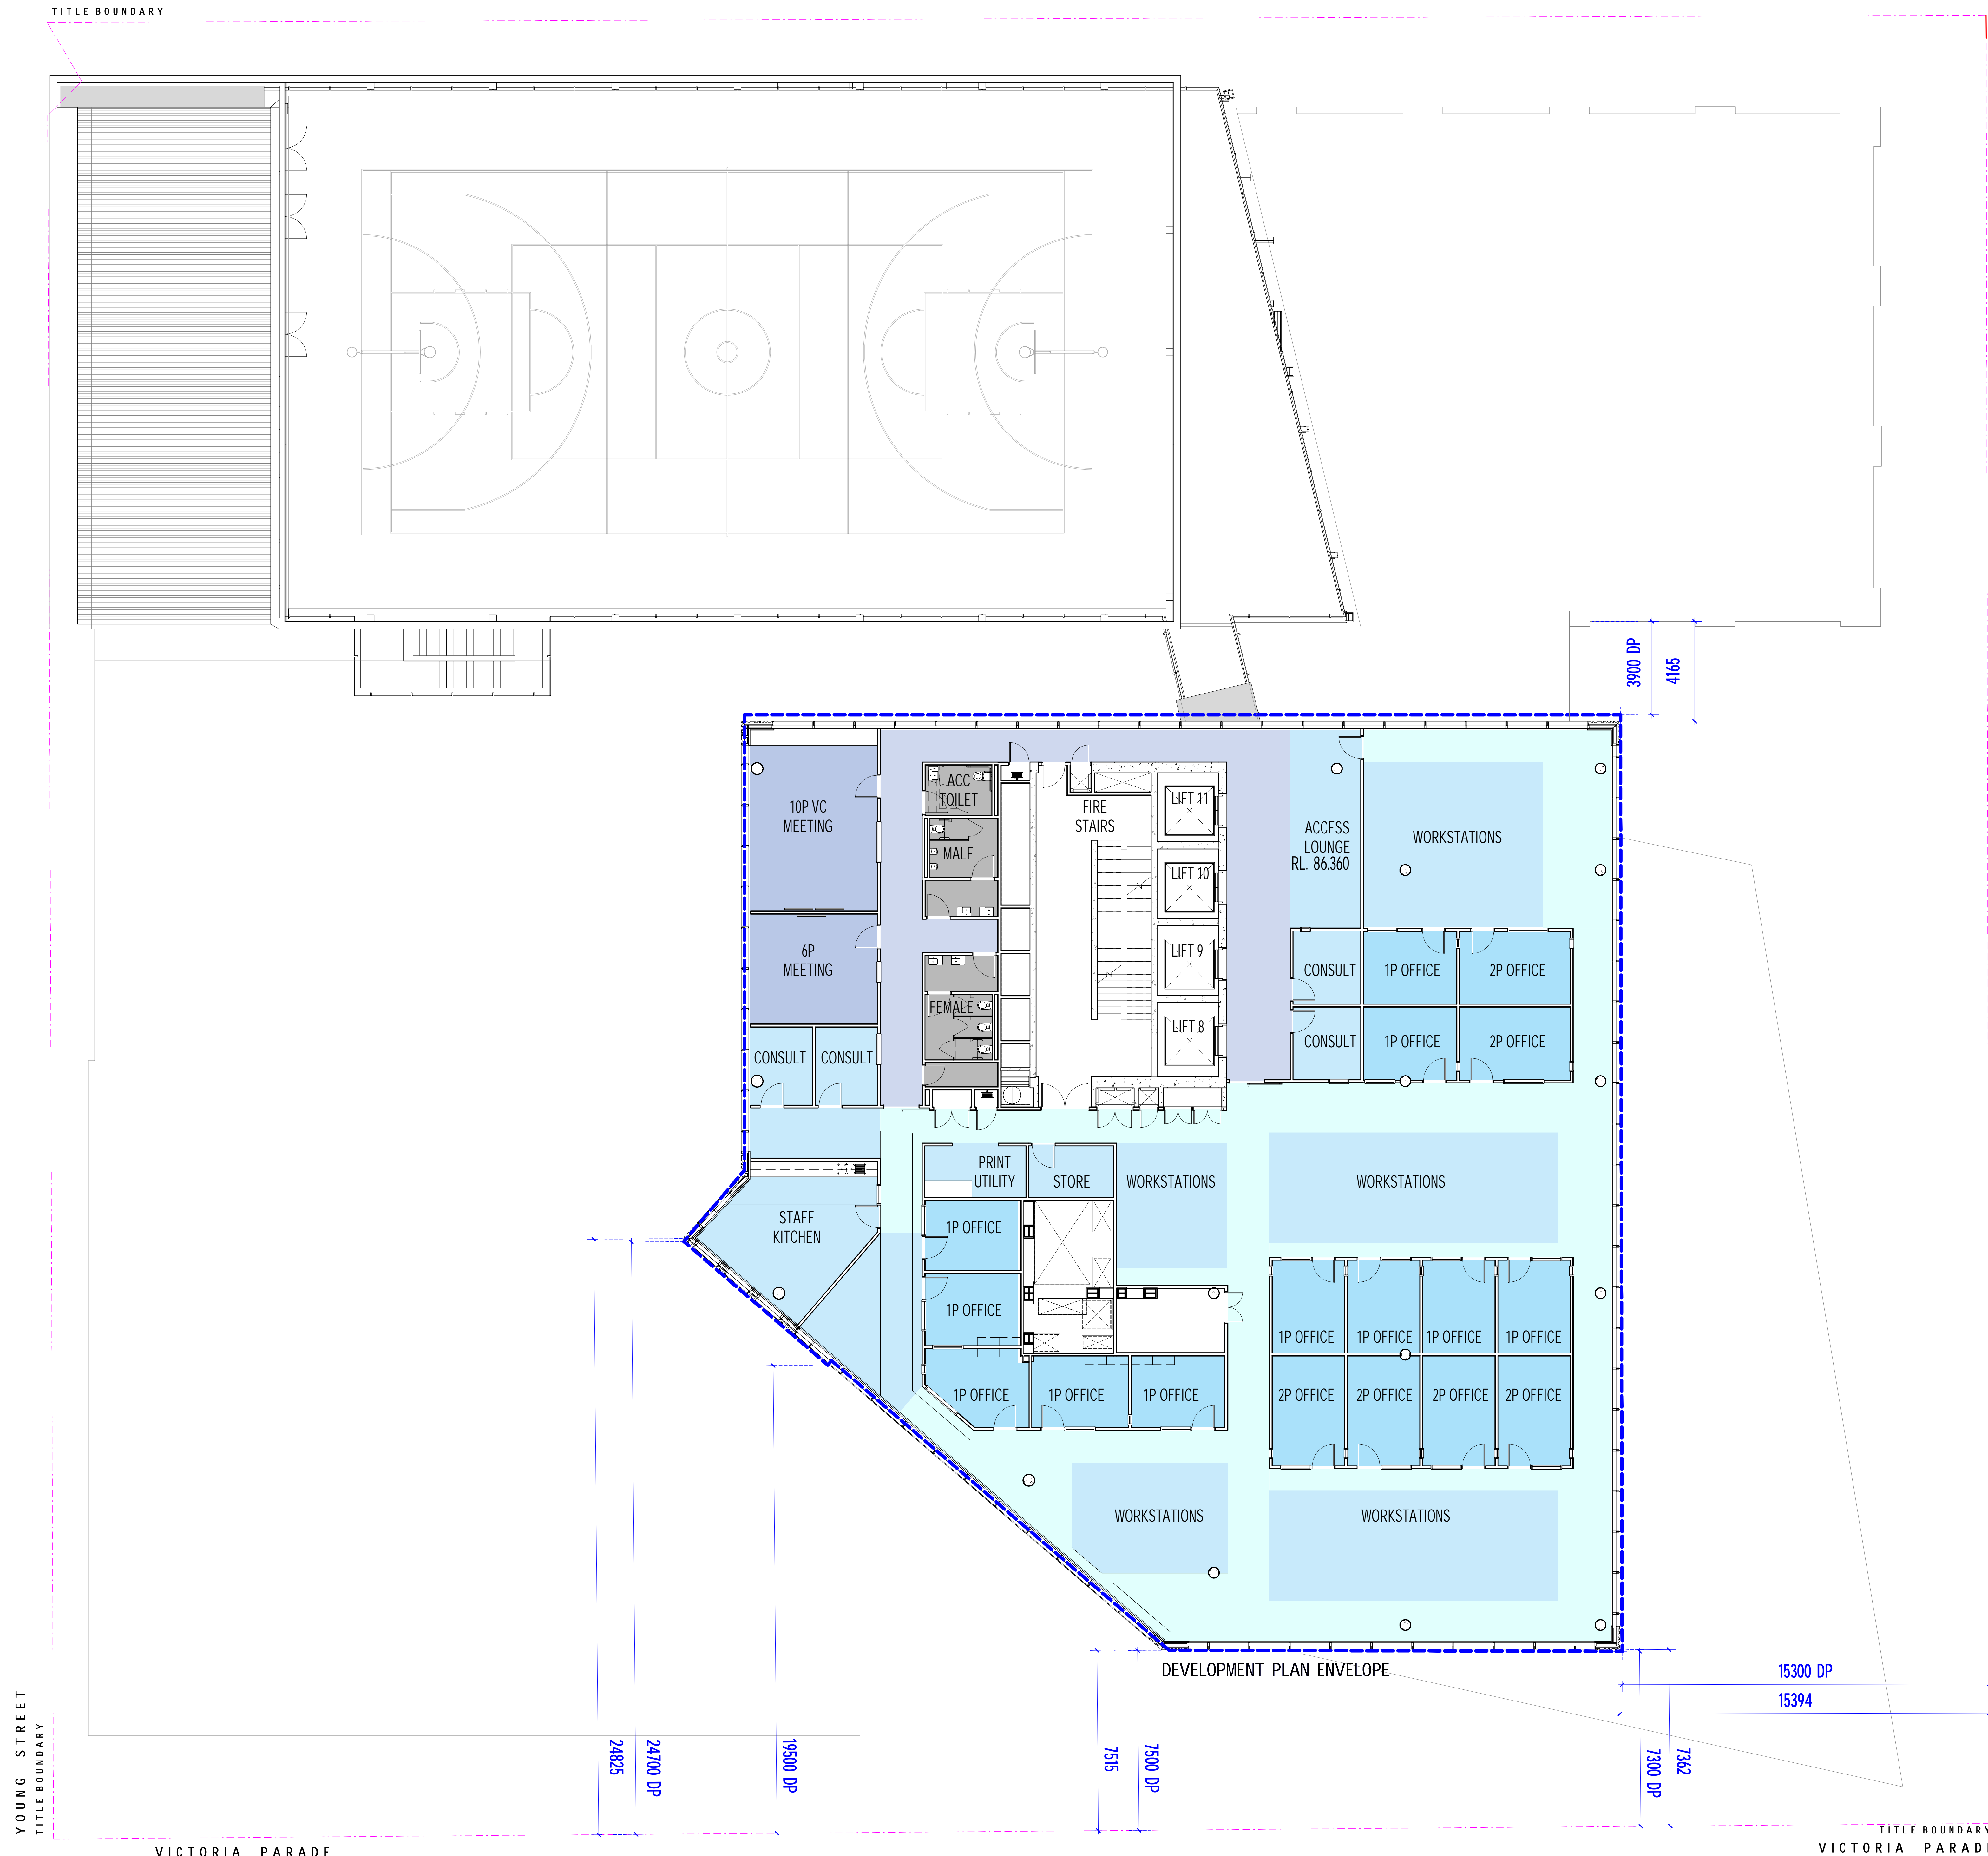 TITLE BOUNDARY
3900 DP
4165
10P VC
MEETING
ACC
TOILET
FIRE
STAIRS
LIFT 11
ACCESS
LOUNGE
RL. 86.360
WORKSTATIONS
MALE
LIFT 10
6P
MEETING
LIFT 9
CONSULT
1P OFFICE
2P OFFICE
FEMALE
LIFT 8
CONSULT
1P OFFICE
2P OFFICE
CONSULT
CONSULT
PRINT
UTILITY
STORE
WORKSTATIONS
WORKSTATIONS
STAFF
KITCHEN
1P OFFICE
1P OFFICE
1P OFFICE
1P OFFICE
1P OFFICE
1P OFFICE
1P OFFICE
1P OFFICE
1P OFFICE
2P OFFICE
2P OFFICE
2P OFFICE
2P OFFICE
WORKSTATIONS
WORKSTATIONS
DEVELOPMENT PLAN ENVELOPE
15300 DP
15394
24825
24700 DP
19500 DP
7515
7500 DP
7300 DP
7362
YOUNG STREET
TITLE BOUNDARY
VICTORIA PARADE
TITLE BOUNDARY
VICTORIA PARADE